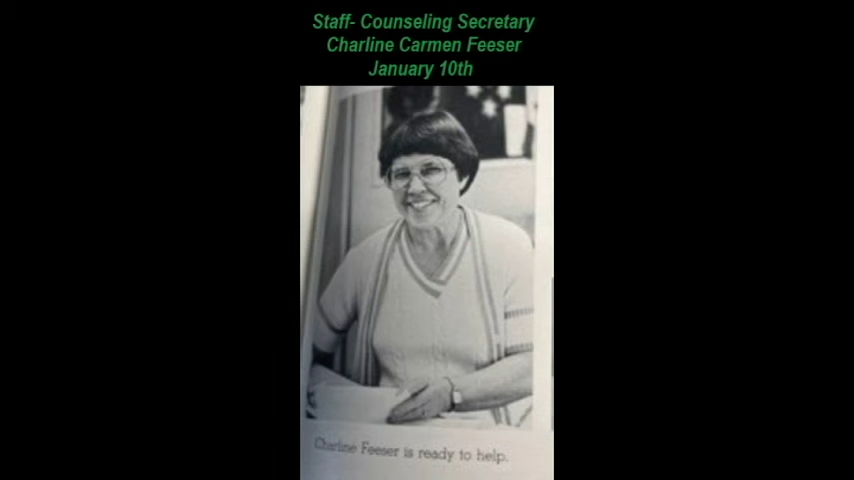 Staff- Counseling Secretary
Charline Carmen Feeser
January 10th
Charline Feeser is ready to help.